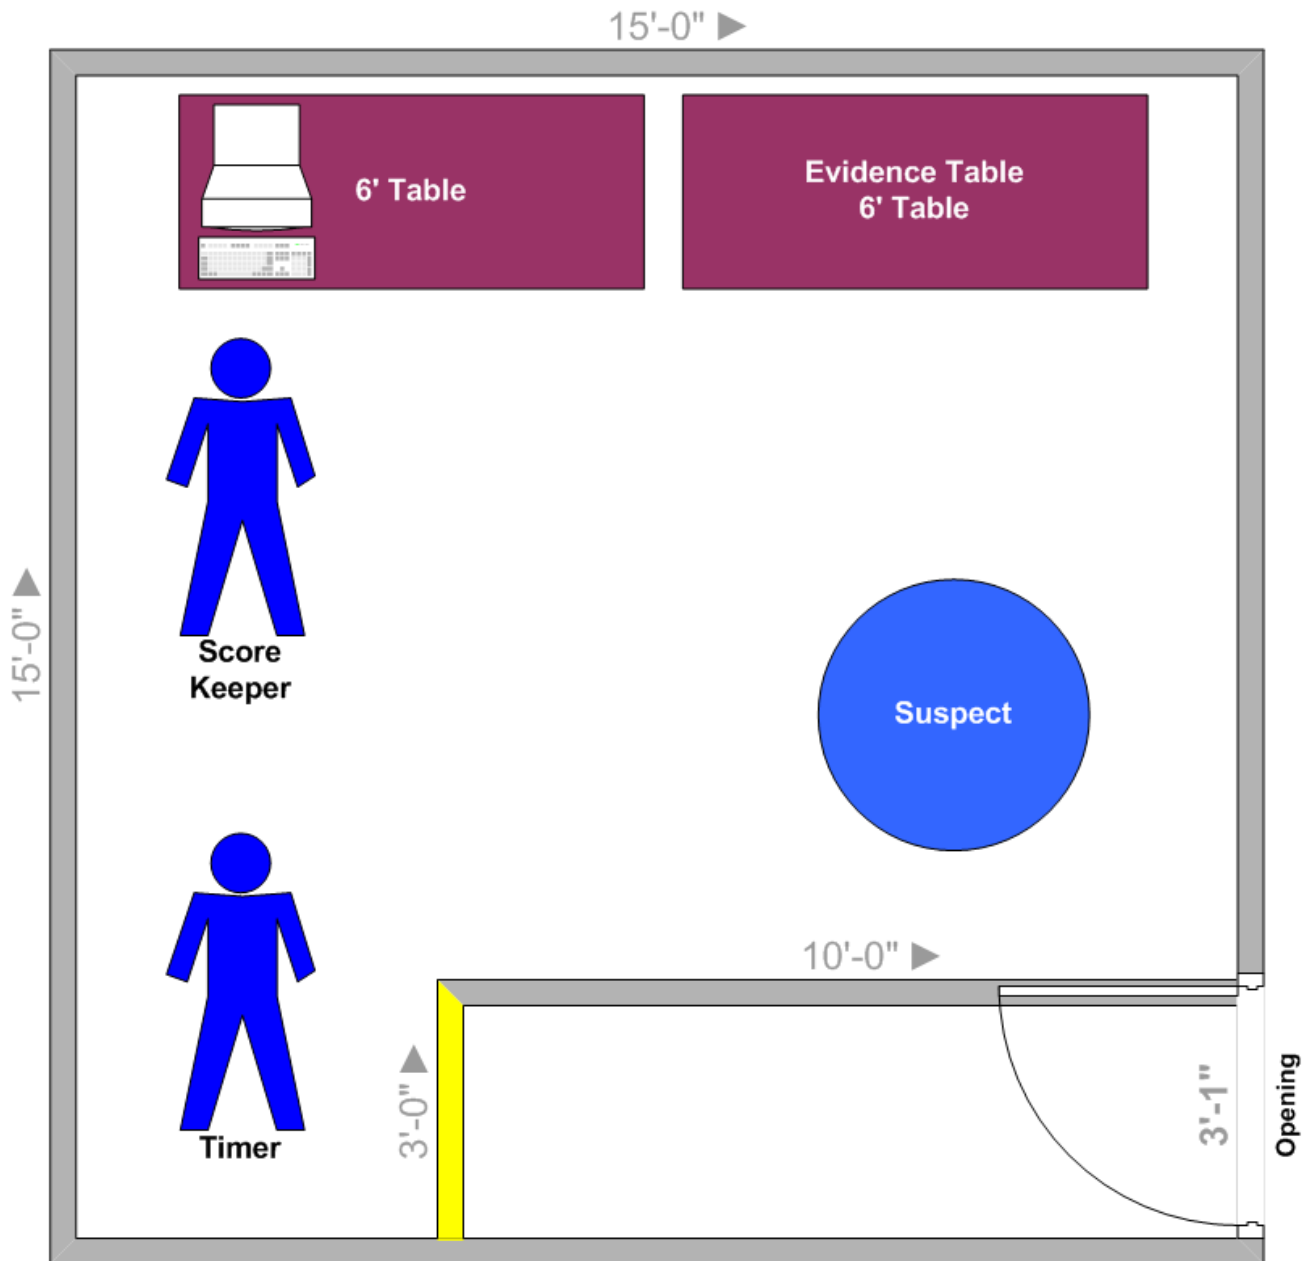 15'-0" ►
6' Table
Evidence Table
6' Table
15'-0" ►
Score
Keeper
Suspect
10'-0" ►
3'-0" ►
3'-1"
Opening
Timer